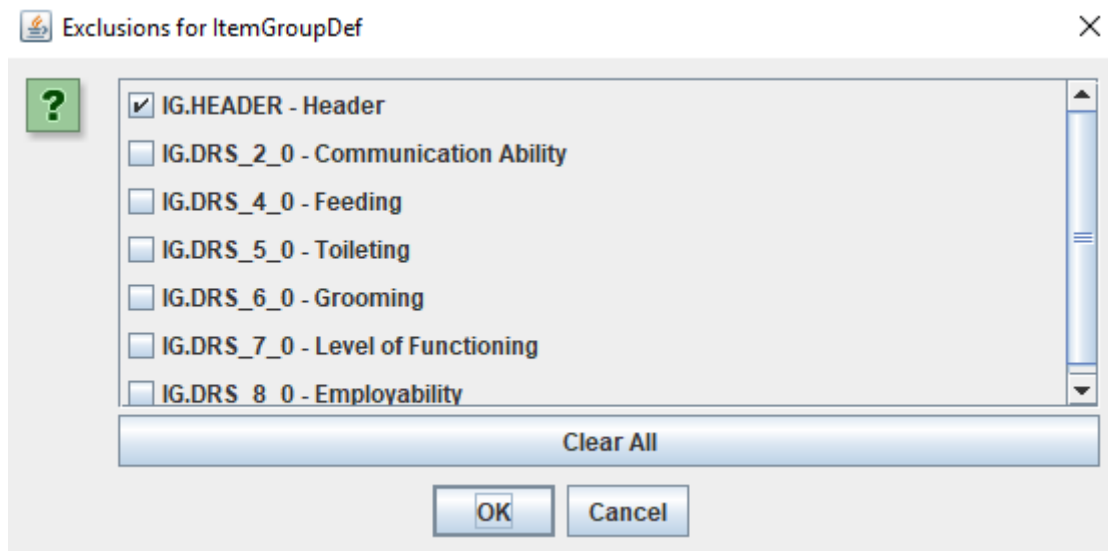 Exclusions for ItemGroupDef
IG.HEADER - Header
IG.DRS_2_0 - Communication Ability
IG.DRS_4_0 - Feeding
IG.DRS_5_0 - Toileting
IG.DRS_6_0 - Grooming
IG.DRS_7_0 - Level of Functioning
IG.DRS_8_0 - Employability
Clear All
OK Cancel